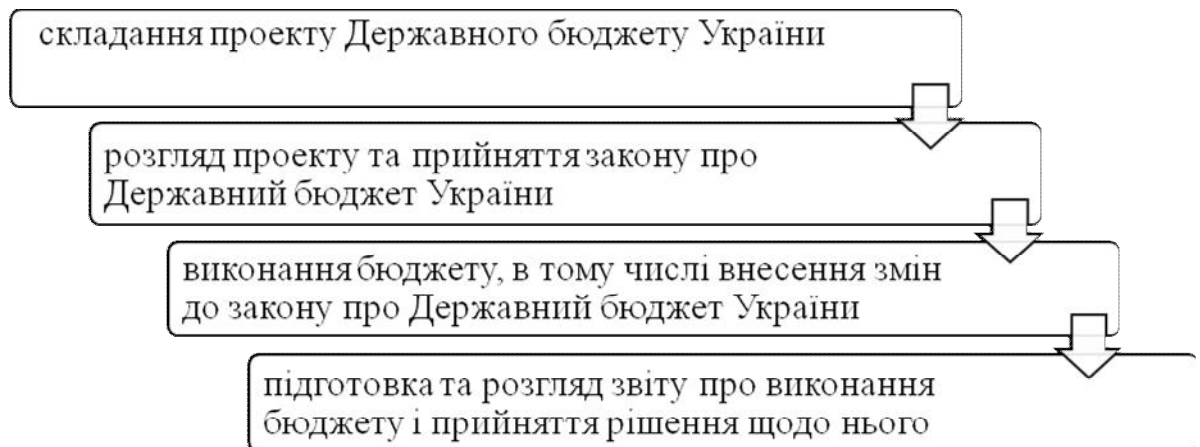 складання проекту Державного бюджету України
розгляд проекту та прийняття закону про
Державний бюджет України
виконання бюджету, в тому числі внесення змін
до закону про Державний бюджет України
підготовка та розгляд звіту про виконання
бюджету і прийняття рішення щодо нього